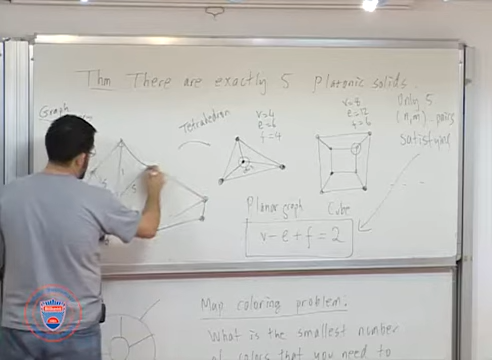 Thm There are exactly 5 Platonic solids.
Graph
Tetrahedron
v=4
e=6
f=4
v=8
e=12
f=6
Only 5
(n,m) pairs
satisfying
Planar graph
Cube
v-e+f=2
Map coloring problem:
What is the smallest number
of colors that you need to